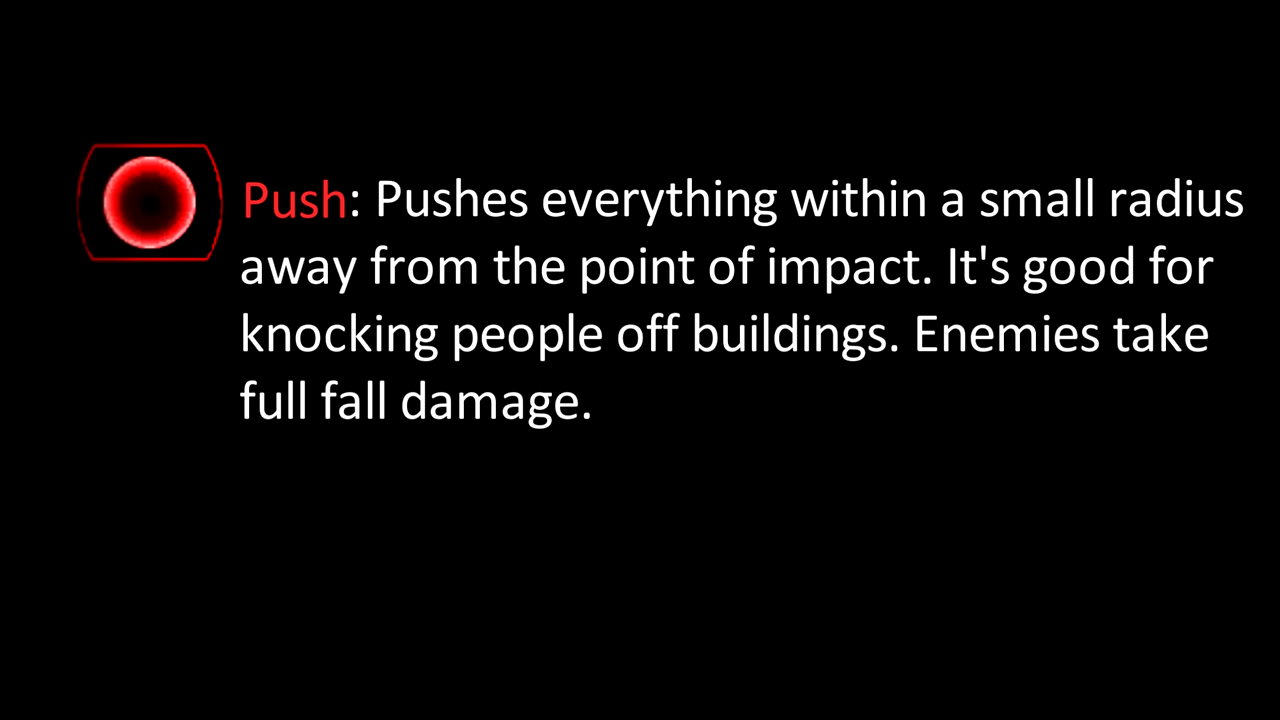 Push: Pushes everything within a small radius
away from the point of impact. It's good for
knocking people off buildings. Enemies take
full fall damage.